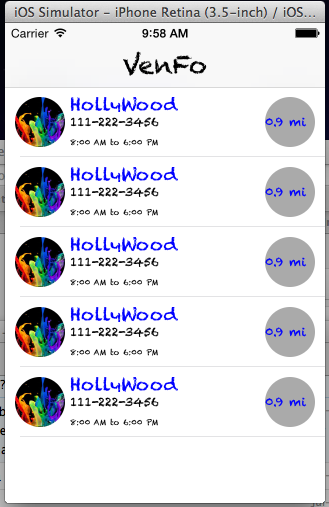 iOS Simulator - iPhone Retina (3.5-inch) / iOS...
Carrier 9:58 AM
VenFo
HollyWood
111-222-3456
0.9 mi
8:00 AM to 6:00 PM
HollyWood
111-222-3456
0.9 mi
8:00 AM to 6:00 PM
HollyWood
111-222-3456
0.9 mi
8:00 AM to 6:00 PM
HollyWood
111-222-3456
0.9 mi
8:00 AM to 6:00 PM
HollyWood
111-222-3456
0.9 mi
8:00 AM to 6:00 PM